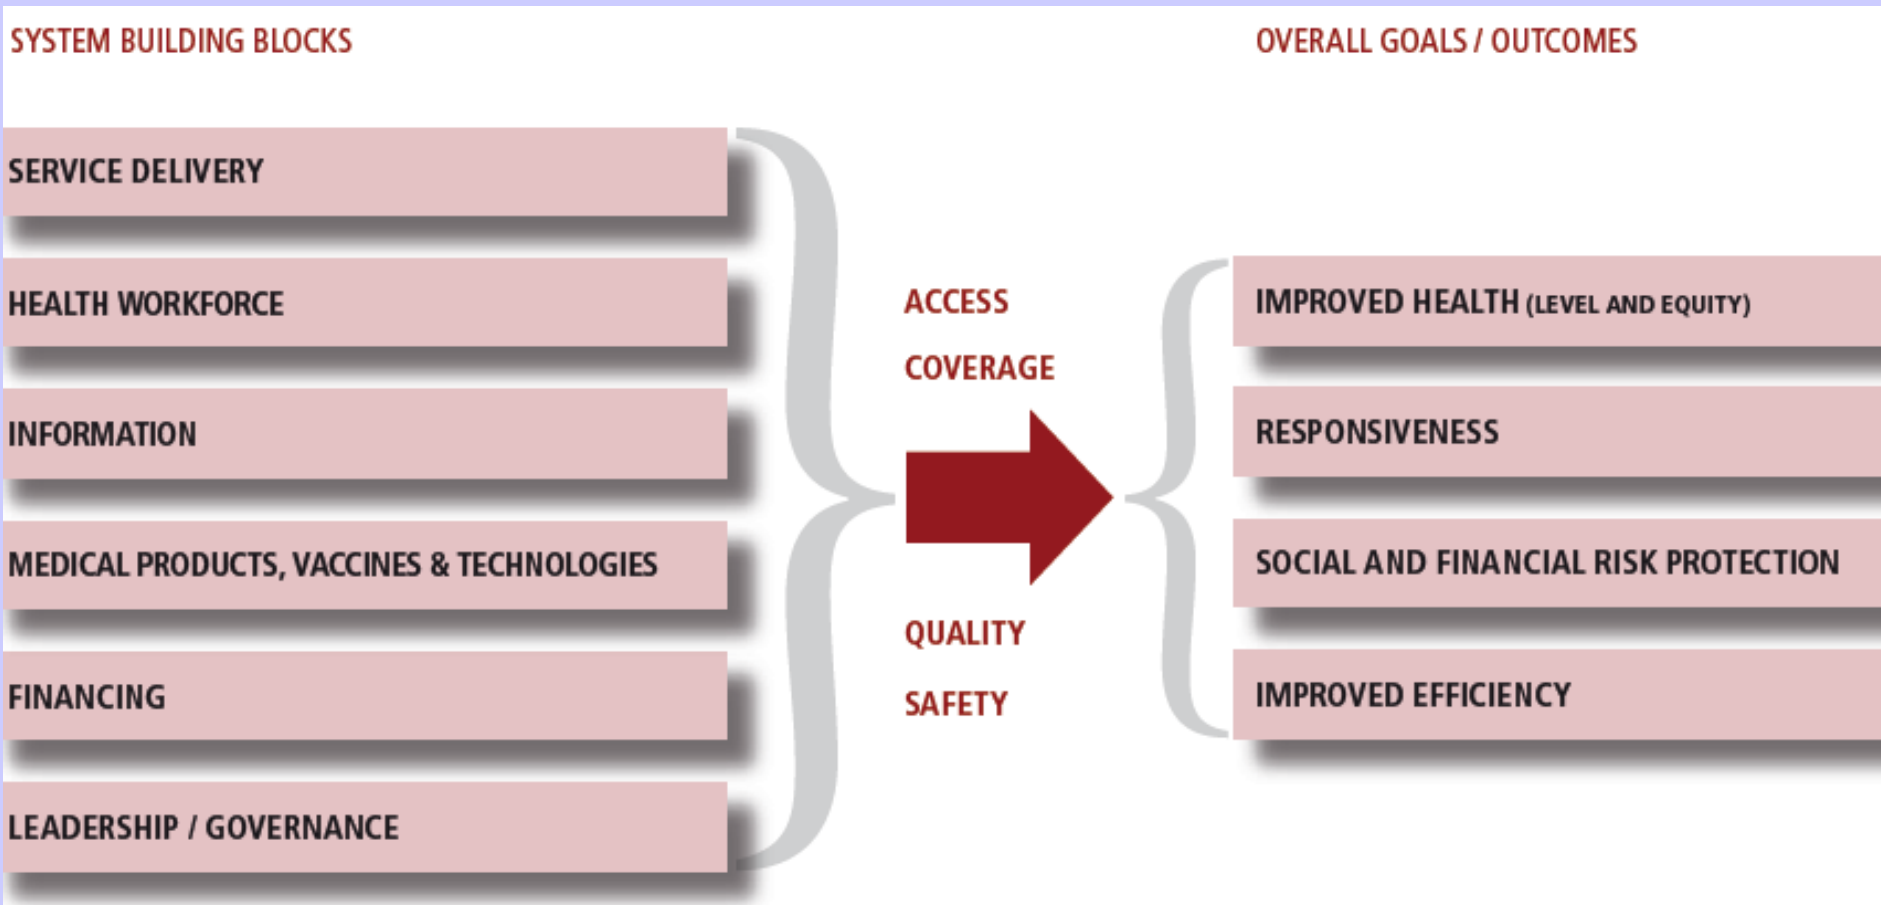 SYSTEM BUILDING BLOCKS
SERVICE DELIVERY
HEALTH WORKFORCE
INFORMATION
MEDICAL PRODUCTS, VACCINES & TECHNOLOGIES
FINANCING
LEADERSHIP / GOVERNANCE
ACCESS
COVERAGE
QUALITY
SAFETY
OVERALL GOALS / OUTCOMES
IMPROVED HEALTH (LEVEL AND EQUITY)
RESPONSIVENESS
SOCIAL AND FINANCIAL RISK PROTECTION
IMPROVED EFFICIENCY